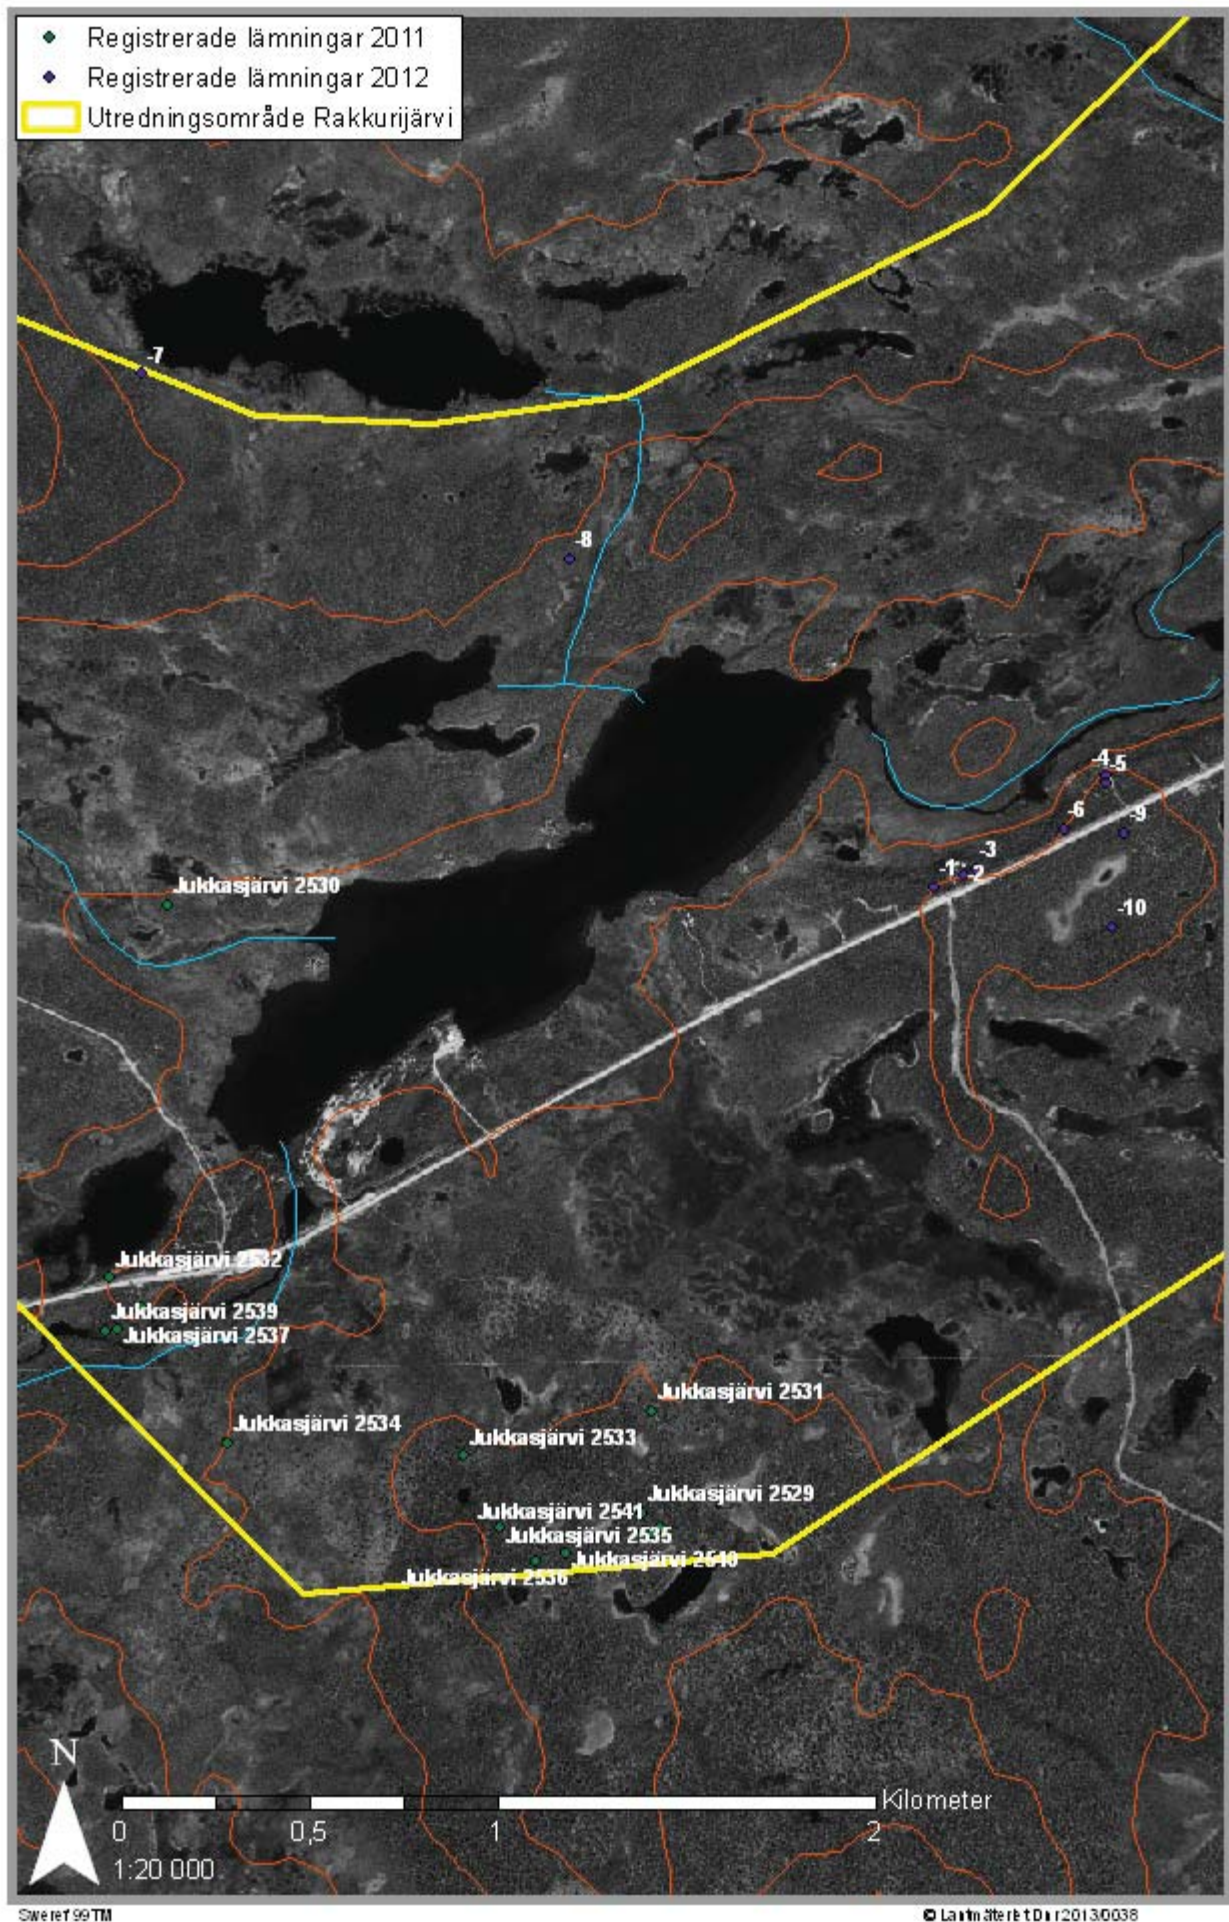 Registrerade lämningar 2011
Registrerade lämningar 2012
Utredningsområde Rakkurijärvi
-7
-8
-4
-5
-6
-9
-3
-1
-2
-10
Jukkasjärvi 2530
Jukkasjärvi 2532
Jukkasjärvi 2539
Jukkasjärvi 2537
Jukkasjärvi 2531
Jukkasjärvi 2534
Jukkasjärvi 2533
Jukkasjärvi 2529
Jukkasjärvi 2541
Jukkasjärvi 2535
Jukkasjärvi
Jukkasjärvi 2536
N
Kilometer
0 0,5 1 2
1:20 000
Sweref 99 TM
© Lantmäteriet Dnr 2013/0038